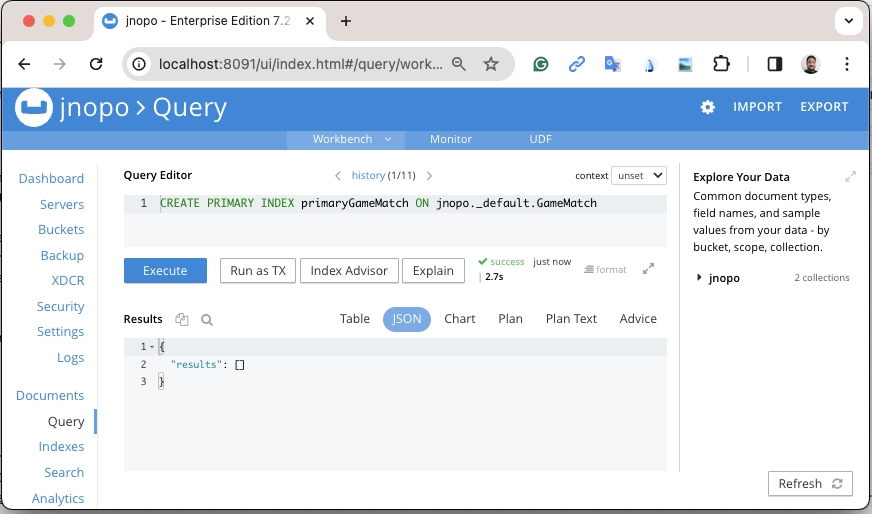 jnopo - Enterprise Edition 7.2
localhost:8091/ui/index.html#/query/work...
jnopo > Query
IMPORT EXPORT
Workbench Monitor UDF
Dashboard
Servers
Buckets
Backup
XDCR
Security
Settings
Logs
Documents
Query
Indexes
Search
Analytics
Query Editor
history (1/11)
context unset
1 CREATE PRIMARY INDEX primaryGameMatch ON jnopo._default.GameMatch
Execute Run as TX Index Advisor Explain
success just now
| 2.7s
format
Results
Table JSON Chart Plan Plan Text Advice
1 {
2 "results": []
3 }
Explore Your Data
Common document types,
field names, and sample
values from your data - by
bucket, scope, collection.
jnopo 2 collections
Refresh